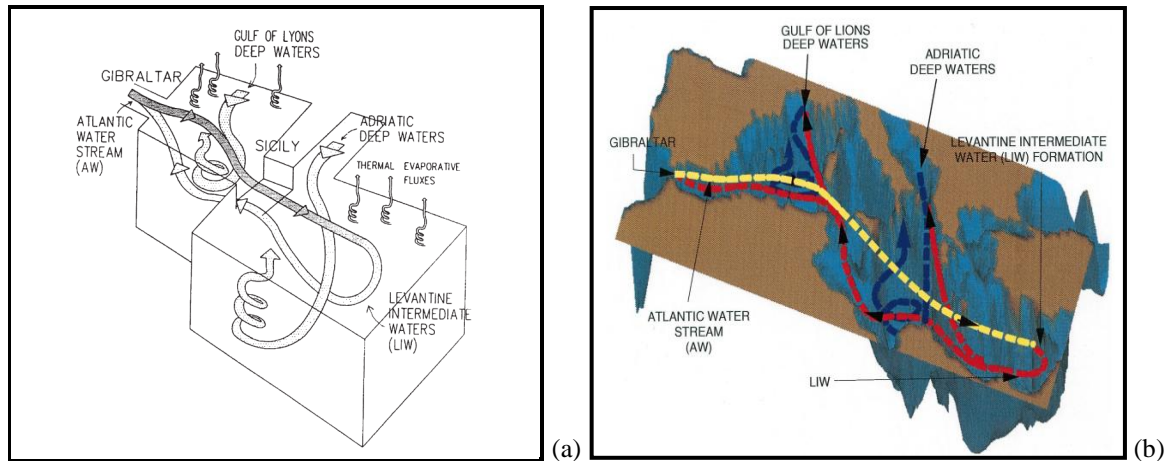 GULF OF LYONS
DEEP WATERS
GIBRALTAR
ATLANTIC
WATER
STREAM
(AW)
SICILY
ADRIATIC
DEEP WATERS
THERMAL EVAPORATIVE
FLUXES
LEVANTINE
INTERMEDIATE
WATERS
(LIW)
(a)
GULF OF LIONS
DEEP WATERS
ADRIATIC
DEEP WATERS
GIBRALTAR
LEVANTINE INTERMEDIATE
WATER (LIW) FORMATION
ATLANTIC WATER
STREAM
(AW)
LIW
(b)